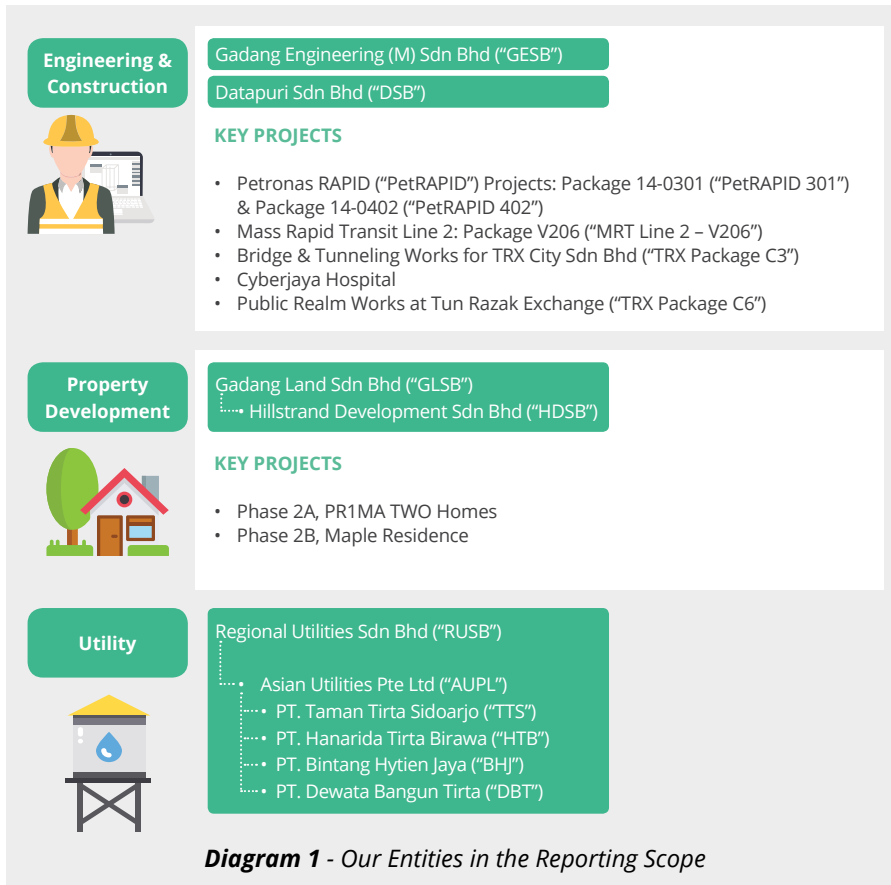 Engineering &
Construction
Gadang Engineering (M) Sdn Bhd (“GESB”)
Datapuri Sdn Bhd (“DSB”)
KEY PROJECTS
• Petronas RAPID (“PetRAPID”) Projects: Package 14-0301 (“PetRAPID 301”)
& Package 14-0402 (“PetRAPID 402”)
• Mass Rapid Transit Line 2: Package V206 (“MRT Line 2 – V206”)
• Bridge & Tunneling Works for TRX City Sdn Bhd (“TRX Package C3”)
• Cyberjaya Hospital
• Public Realm Works at Tun Razak Exchange (“TRX Package C6”)
Property
Development
Gadang Land Sdn Bhd (“GLSB”)
• Hillstrand Development Sdn Bhd (“HDSB”)
KEY PROJECTS
• Phase 2A, PR1MA TWO Homes
• Phase 2B, Maple Residence
Utility
Regional Utilities Sdn Bhd (“RUSB”)
• Asian Utilities Pte Ltd (“AUPL”)
• PT. Taman Tirta Sidoarjo (“TTS”)
• PT. Hanarida Tirta Birawa (“HTB”)
• PT. Bintang Hytien Jaya (“BHJ”)
• PT. Dewata Bangun Tirta (“DBT”)
Diagram 1 - Our Entities in the Reporting Scope